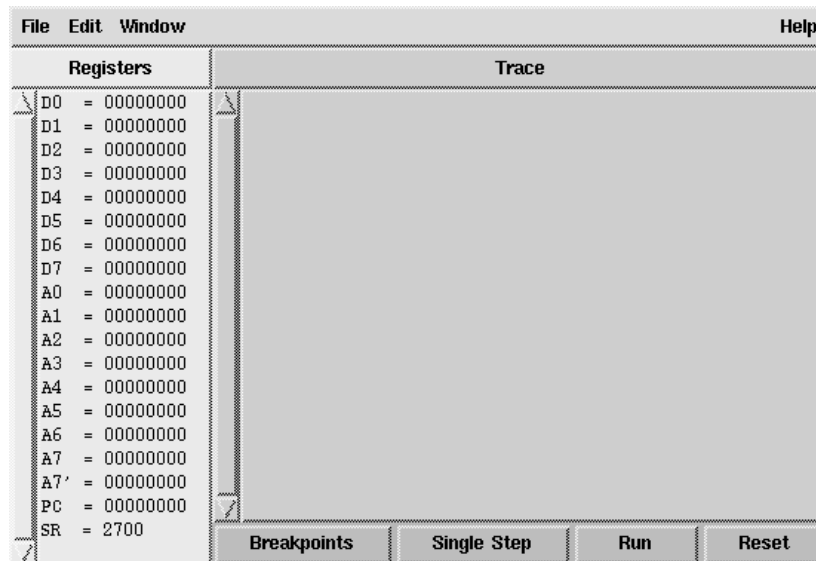 File Edit Window Help
Registers Trace
D0 = 00000000
D1 = 00000000
D2 = 00000000
D3 = 00000000
D4 = 00000000
D5 = 00000000
D6 = 00000000
D7 = 00000000
A0 = 00000000
A1 = 00000000
A2 = 00000000
A3 = 00000000
A4 = 00000000
A5 = 00000000
A6 = 00000000
A7 = 00000000
A7' = 00000000
PC = 00000000
SR = 2700
Breakpoints Single Step Run Reset